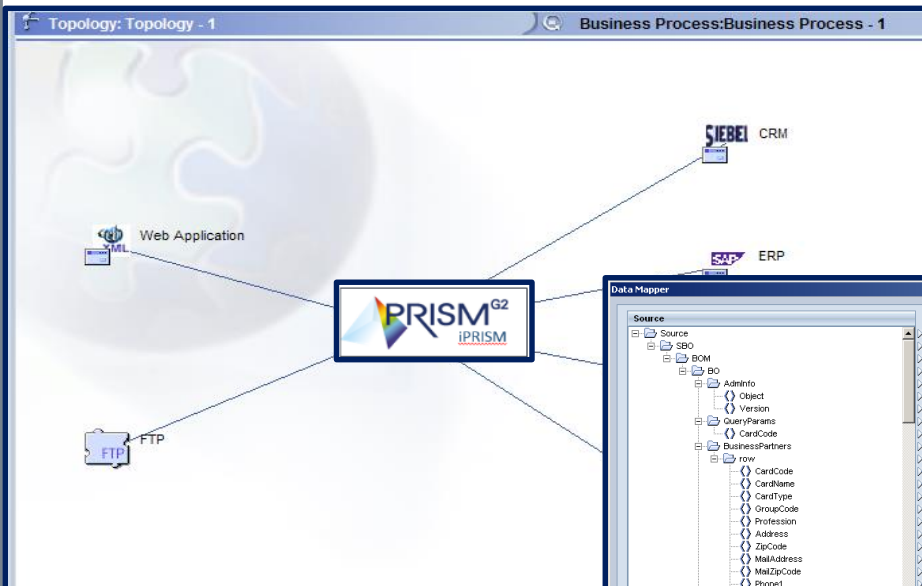 Topology: Topology - 1
Business Process:Business Process - 1
SIEBEL CRM
Web Application
XML
SAP ERP
PRISM G2
iPRISM
FTP
FTP
Data Mapper
Source
Source
SBO
BOM
BO
AdmInfo
Object
Version
QueryParams
CardCode
BusinessPartners
row
CardCode
CardName
CardType
GroupCode
Profession
Address
ZipCode
MailAddress
MailZipCode
Phone1